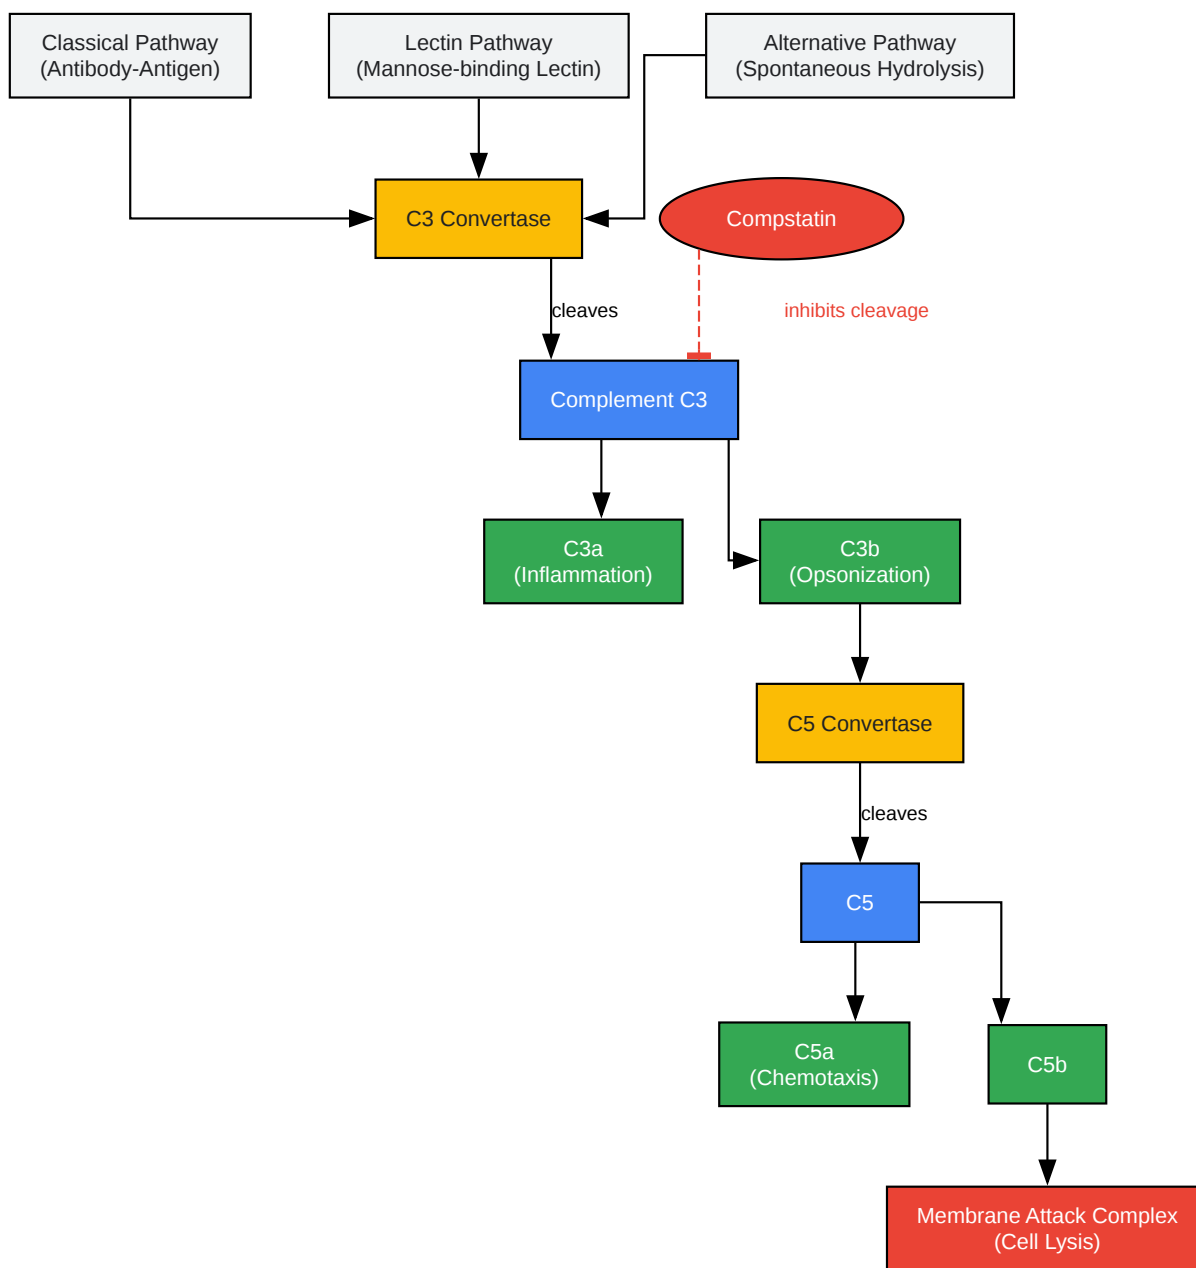 Classical Pathway
(Antibody-Antigen)
Lectin Pathway
(Mannose-binding Lectin)
Alternative Pathway
(Spontaneous Hydrolysis)
C3 Convertase
Compstatin
cleaves
inhibits cleavage
Complement C3
C3a
(Inflammation)
C3b
(Opsonization)
C5 Convertase
cleaves
C5
C5a
(Chemotaxis)
C5b
Membrane Attack Complex
(Cell Lysis)